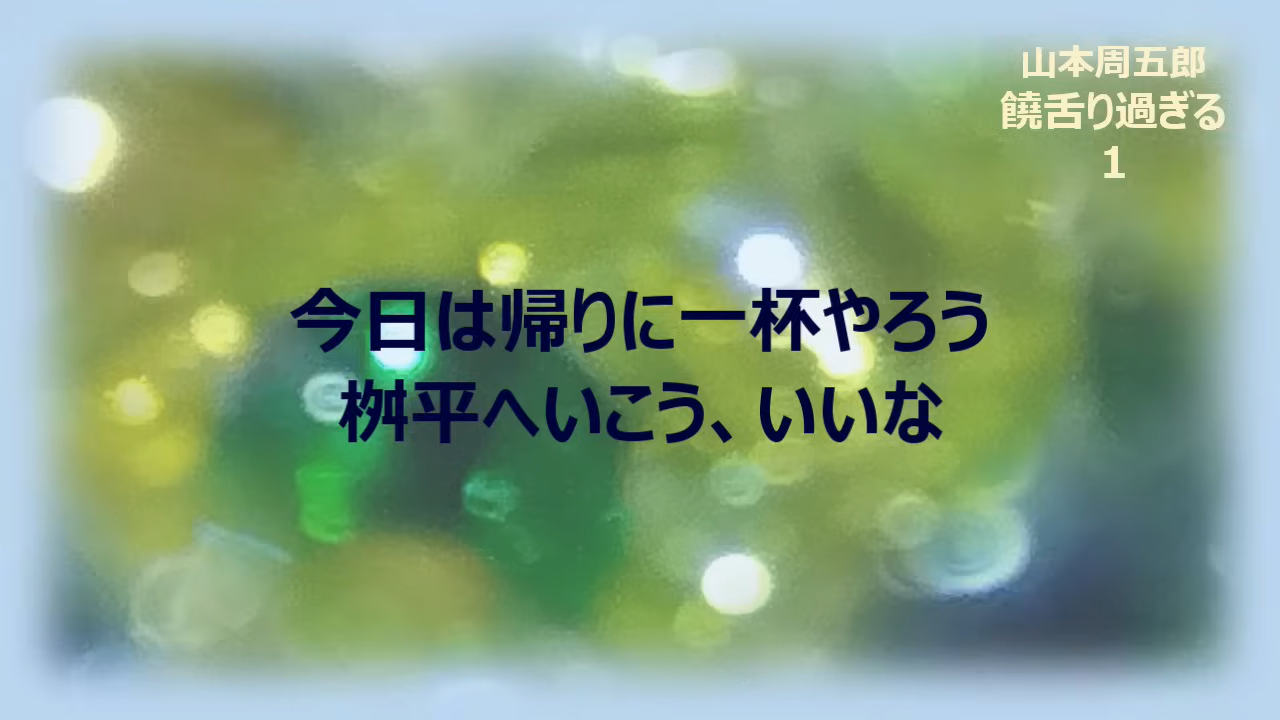 山本周五郎
饒舌り過ぎる
1
今日は帰りに一杯やろう
桝平へいこう、いいな